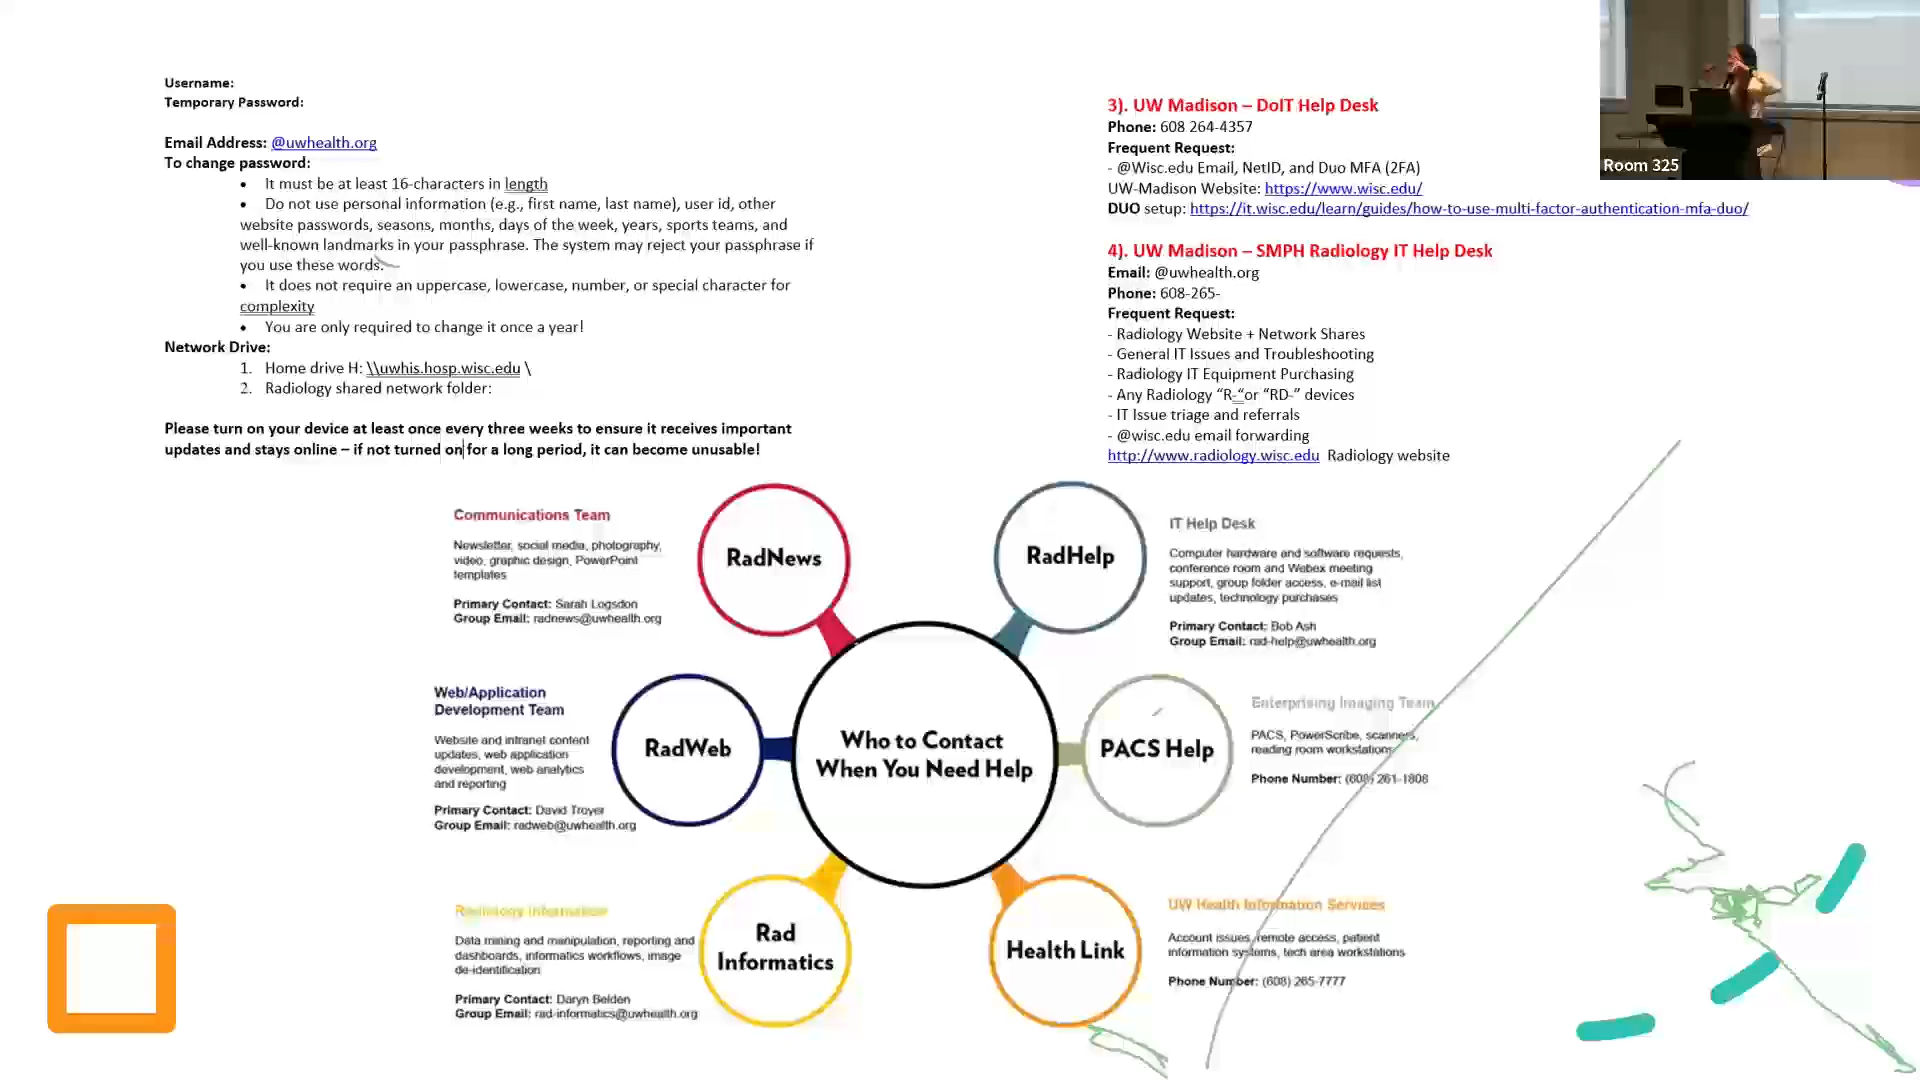 Username:
Temporary Password:
Email Address: @uwhealth.org
To change password:
• It must be at least 16-characters in length
• Do not use personal information (e.g., first name, last name), user id, other
website passwords, seasons, months, days of the week, years, sports teams, and
well-known landmarks in your passphrase. The system may reject your passphrase if
you use these words.
• It does not require an uppercase, lowercase, number, or special character for
complexity
• You are only required to change it once a year!
Network Drive:
1. Home drive H: \\uwhis.hosp.wisc.edu \
2. Radiology shared network folder:
Please turn on your device at least once every three weeks to ensure it receives important
updates and stays online – if not turned on for a long period, it can become unusable!
3). UW Madison – DoIT Help Desk
Phone: 608 264-4357
Frequent Request:
- @Wisc.edu Email, NetID, and Duo MFA (2FA)
UW-Madison Website: https://www.wisc.edu/
DUO setup: https://it.wisc.edu/learn/guides/how-to-use-multi-factor-authentication-mfa-duo/
4). UW Madison – SMPH Radiology IT Help Desk
Email: @uwhealth.org
Phone: 608-265-
Frequent Request:
- Radiology Website + Network Shares
- General IT Issues and Troubleshooting
- Radiology IT Equipment Purchasing
- Any Radiology “R-“or “RD-” devices
- IT Issue triage and referrals
- @wisc.edu email forwarding
http://www.radiology.wisc.edu Radiology website
Room 325
Communications Team
Newsletter, social media, photography,
video, graphic design, PowerPoint
templates
Primary Contact: Sarah Logsdon
Group Email: radnews@uwhealth.org
RadNews
RadHelp
IT Help Desk
Computer hardware and software requests,
conference room and Webex meeting
support, group folder access, e-mail list
updates, technology purchases
Primary Contact: Bob Ash
Group Email: rad-help@uwhealth.org
Web/Application
Development Team
Website and intranet content
updates, web application
development, web analytics
and reporting
Primary Contact: David Troyer
Group Email: radweb@uwhealth.org
RadWeb
Who to Contact
When You Need Help
PACS Help
Enterprising Imaging Team
PACS, PowerScribe, scanners,
reading room workstations
Phone Number: (608) 261-1808
Radiology Information
Data mining and manipulation, reporting and
dashboards, informatics workflows, image
de-identification
Primary Contact: Daryn Belden
Group Email: rad-informatics@uwhealth.org
Rad
Informatics
Health Link
UW Health Information Services
Account issues, remote access, patient
information systems, tech area workstations
Phone Number: (608) 265-7777